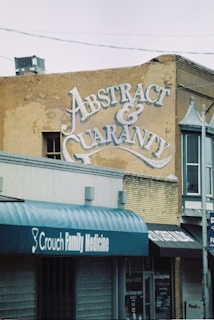 ABSTRACT
&
GUARANTY
Crouch Family Medicine